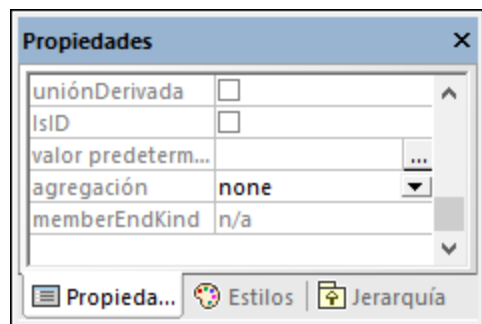 Propiedades
uniónDerivada
IsID
valor predeterm... ...
agregación none
memberEndKind n/a
Propieda... Estilos Jerarquía